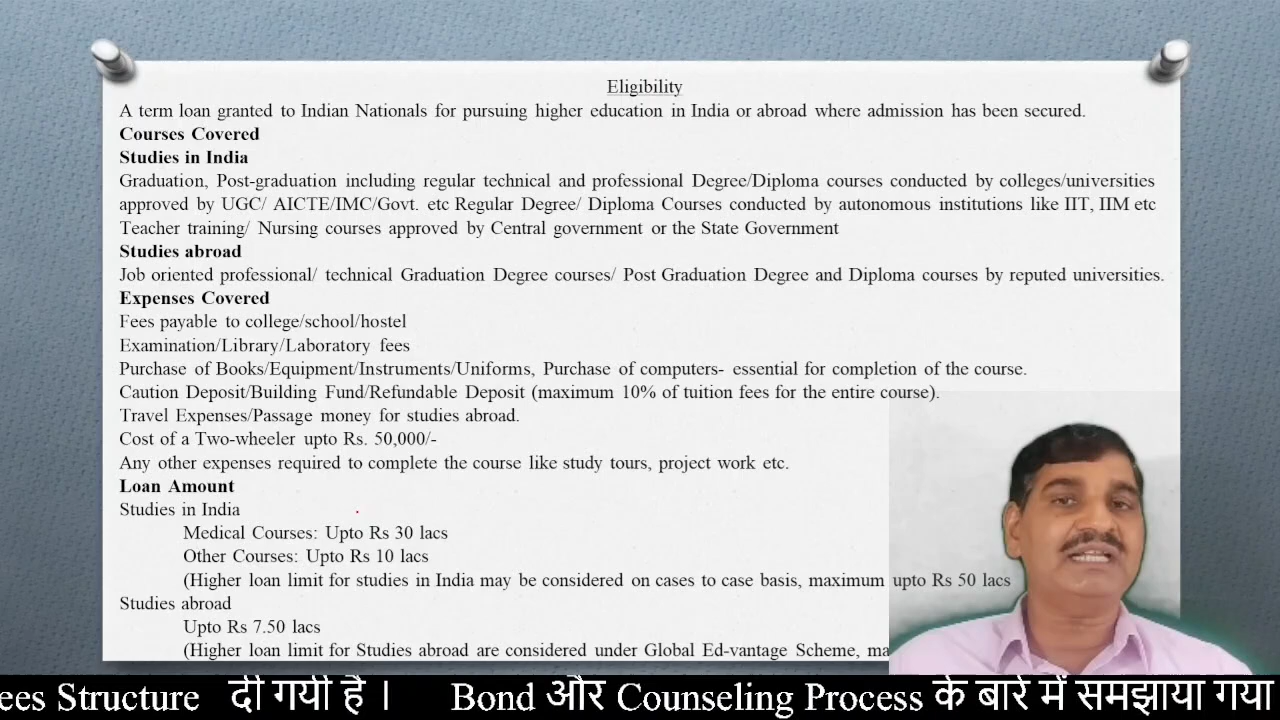 Eligibility
A term loan granted to Indian Nationals for pursuing higher education in India or abroad where admission has been secured.
Courses Covered
Studies in India
Graduation, Post-graduation including regular technical and professional Degree/Diploma courses conducted by colleges/universities
approved by UGC/ AICTE/IMC/Govt. etc Regular Degree/ Diploma Courses conducted by autonomous institutions like IIT, IIM etc
Teacher training/ Nursing courses approved by Central government or the State Government
Studies abroad
Job oriented professional/ technical Graduation Degree courses/ Post Graduation Degree and Diploma courses by reputed universities.
Expenses Covered
Fees payable to college/school/hostel
Examination/Library/Laboratory fees
Purchase of Books/Equipment/Instruments/Uniforms, Purchase of computers- essential for completion of the course.
Caution Deposit/Building Fund/Refundable Deposit (maximum 10% of tuition fees for the entire course).
Travel Expenses/Passage money for studies abroad.
Cost of a Two-wheeler upto Rs. 50,000/-
Any other expenses required to complete the course like study tours, project work etc.
Loan Amount
Studies in India
Medical Courses: Upto Rs 30 lacs
Other Courses: Upto Rs 10 lacs
(Higher loan limit for studies in India may be considered on cases to case basis, maximum upto Rs 50 lacs
Studies abroad
Upto Rs 7.50 lacs
(Higher loan limit for Studies abroad are considered under Global Ed-vantage Scheme,
ees Structure दी गयी है । Bond और Counseling Process के बारे में समझाया गया